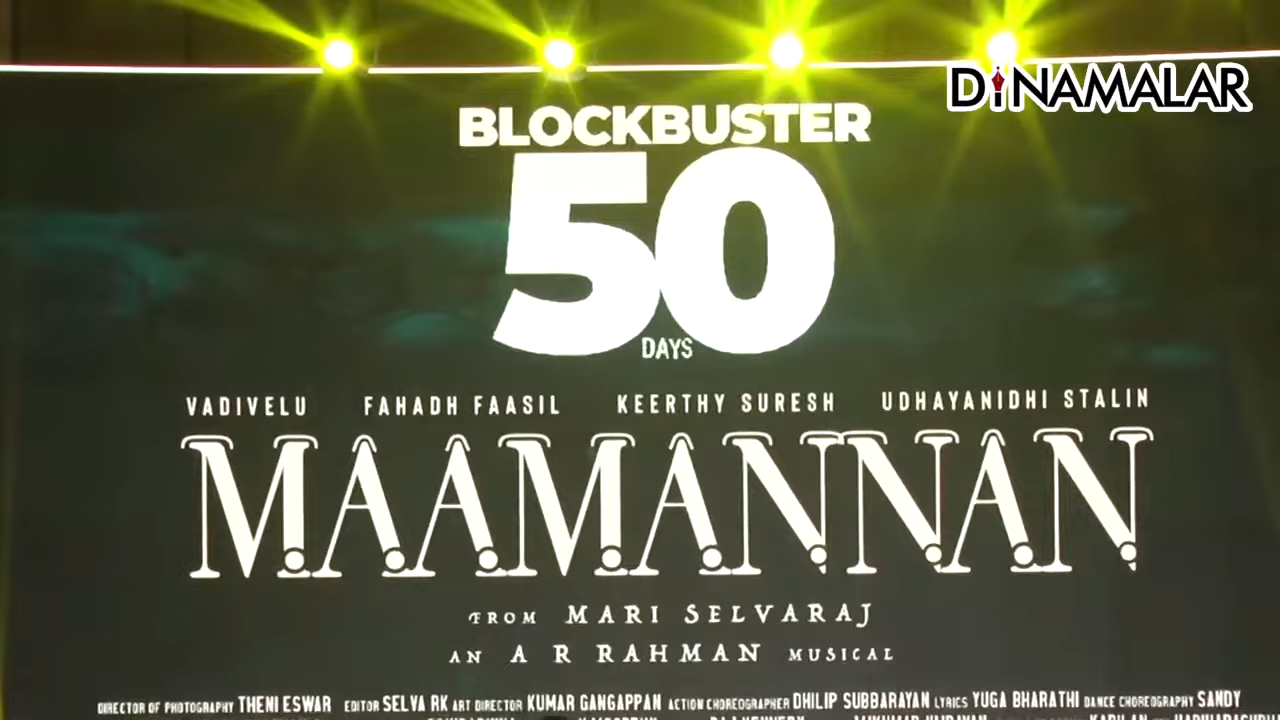 DINAMALAR
BLOCKBUSTER
50
DAYS
VADIVELU FAHADH FAASIL KEERTHY SURESH UDHAYANIDHI STALIN
MAAMANNAN
FROM MARI SELVARAJ
AN A R RAHMAN MUSICAL
DIRECTOR OF PHOTOGRAPHY THENI ESWAR EDITOR SELVA RK ART DIRECTOR KUMAR GANGAPPAN ACTION CHOREOGRAPHER DHILIP SUBBARAYAN LYRICS YUGA BHARATHI DANCE CHOREOGRAPHY SANDY